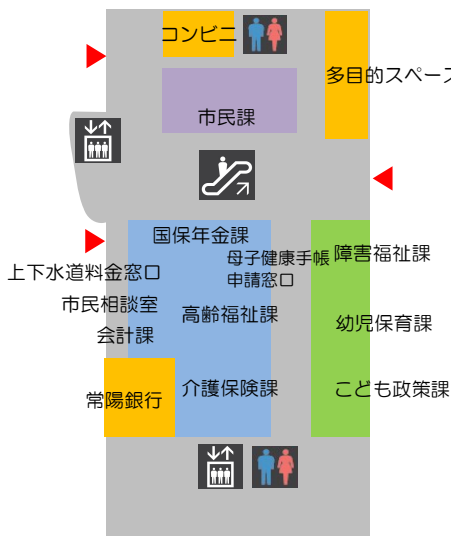 コンビニ
多目的スペース
市民課
国保年金課
母子健康手帳
申請窓口
障害福祉課
上下水道料金窓口
市民相談室
高齢福祉課
会計課
幼児保育課
常陽銀行
介護保険課
こども政策課